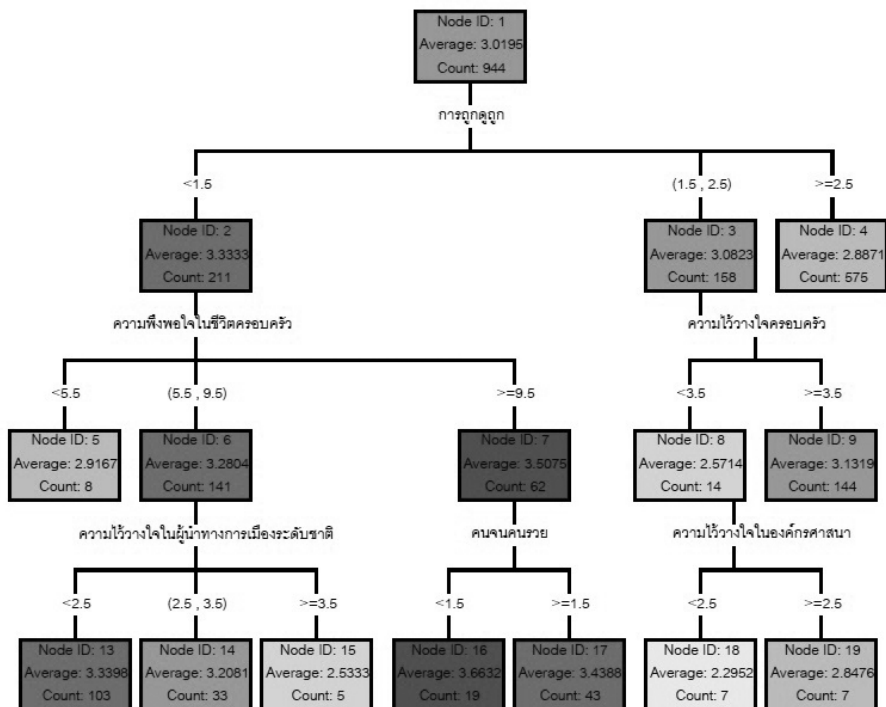 Node ID: 1
Average: 3.0195
Count: 944
การถูกดูถูก
<1.5
(1.5 , 2.5)
>=2.5
Node ID: 2
Average: 3.3333
Count: 211
Node ID: 3
Average: 3.0823
Count: 158
Node ID: 4
Average: 2.8871
Count: 575
ความพึงพอใจในชีวิตครอบครัว
ความไว้วางใจครอบครัว
<5.5
(5.5 , 9.5)
>=9.5
<3.5
>=3.5
Node ID: 5
Average: 2.9167
Count: 8
Node ID: 6
Average: 3.2804
Count: 141
Node ID: 7
Average: 3.5075
Count: 62
Node ID: 8
Average: 2.5714
Count: 14
Node ID: 9
Average: 3.1319
Count: 144
ความไว้วางใจในผู้นำทางการเมืองระดับชาติ
คนจนคนรวย
ความไว้วางใจในองค์กรศาสนา
<2.5
(2.5 , 3.5)
>=3.5
<1.5
>=1.5
<2.5
>=2.5
Node ID: 13
Average: 3.3398
Count: 103
Node ID: 14
Average: 3.2081
Count: 33
Node ID: 15
Average: 2.5333
Count: 5
Node ID: 16
Average: 3.6632
Count: 19
Node ID: 17
Average: 3.4388
Count: 43
Node ID: 18
Average: 2.2952
Count: 7
Node ID: 19
Average: 2.8476
Count: 7